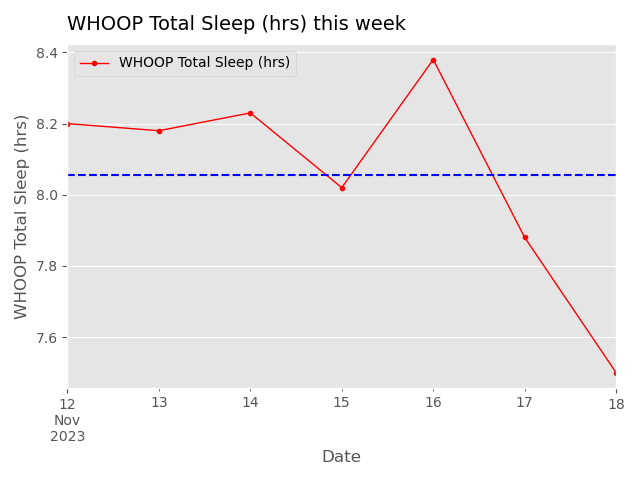 WHOOP Total Sleep (hrs) this week
WHOOP Total Sleep (hrs)
WHOOP Total Sleep (hrs)
8.4
8.2
8.0
7.8
7.6
12 13 14 15 16 17 18
Nov
2023
Date